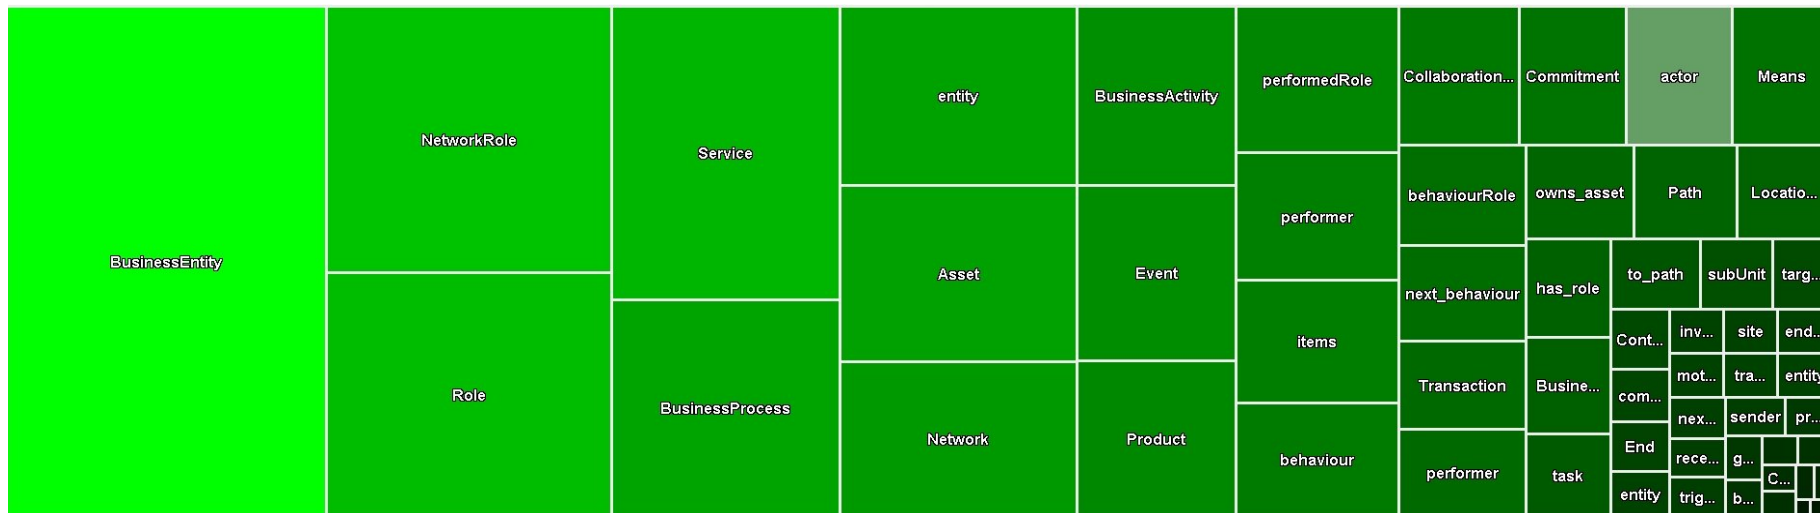 BusinessEntity
NetworkRole
Role
Service
BusinessProcess
entity
Asset
Network
BusinessActivity
Event
Product
performedRole
performer
items
behaviour
Collaboration...
Commitment
actor
Means
behaviourRole
next_behaviour
Transaction
performer
owns_asset
Path
Locatio...
has_role
Busine...
task
to_path
subUnit
targ...
Cont...
com...
End
entity
inv...
site
end...
mot...
tra...
entity
nex...
sender
pr...
rece...
trig...
g...
b...
C...